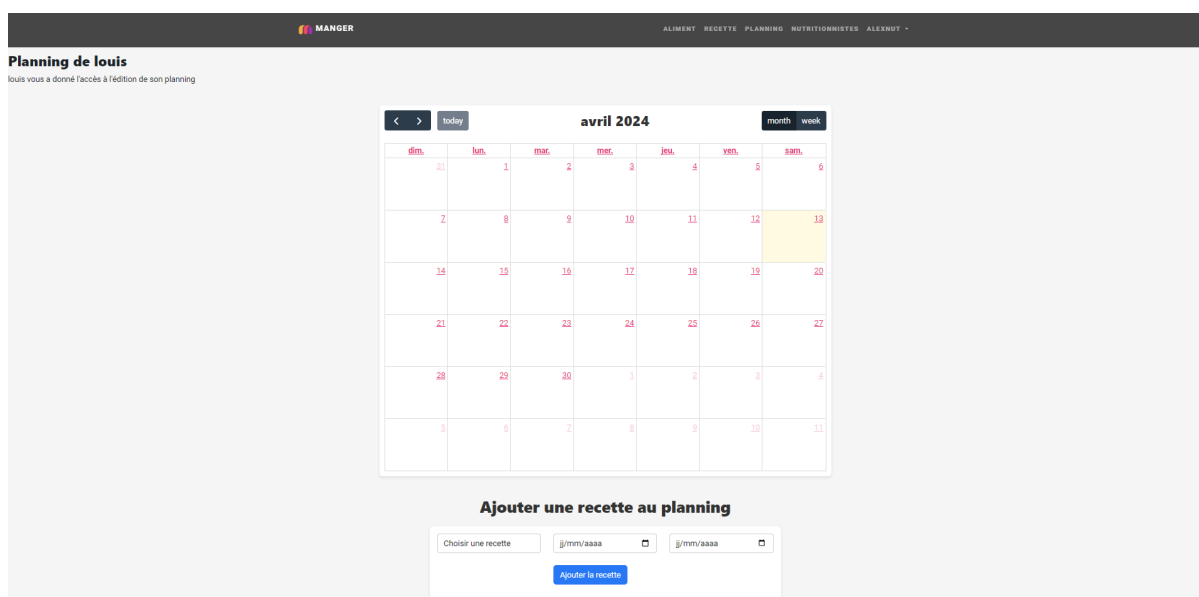 MANGER ALIMENT RECETTE PLANNING NUTRITIONNISTES ALEXNUT
Planning de louis
louis vous a donné l'accès à l'édition de son planning
today avril 2024 month week
dim. lun. mar. mer. jeu. ven. sam.
31 1 2 3 4 5 6
7 8 9 10 11 12 13
14 15 16 17 18 19 20
21 22 23 24 25 26 27
28 29 30 1 2 3 4
5 6 7 8 9 10 11
Ajouter une recette au planning
Choisir une recette jj/mm/aaaa jj/mm/aaaa
Ajouter la recette